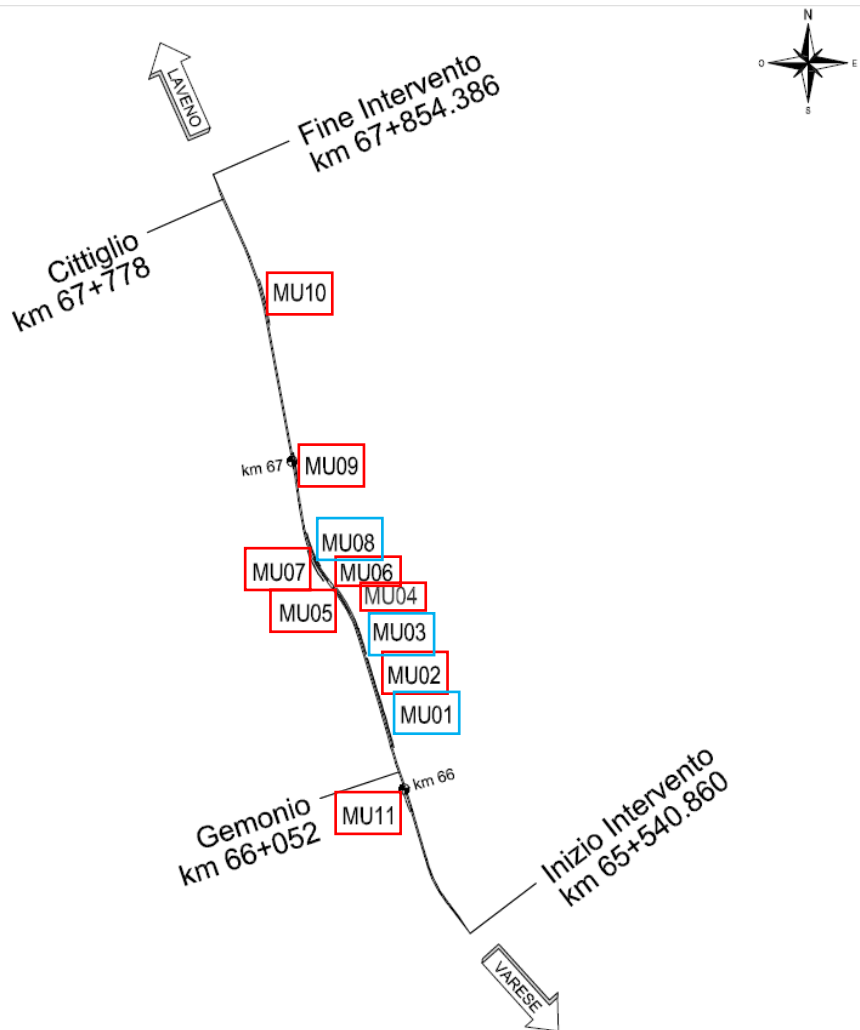 N
O
E
S
LAVENO
Fine Intervento
km 67+854.386
Cittiglio
km 67+778
MU10
km 67
MU09
MU08
MU07
MU06
MU04
MU05
MU03
MU02
MU01
km 66
Gemonio
km 66+052
MU11
Inizio Intervento
km 65+540.860
VARESE